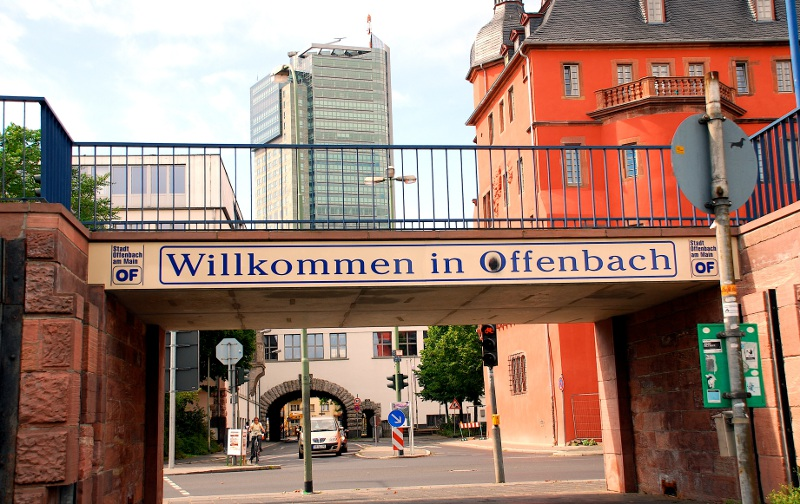 Stadt
Offenbach
am Main
OF
Willkommen in Offenbach
Stadt
Offenbach
am Main
OF